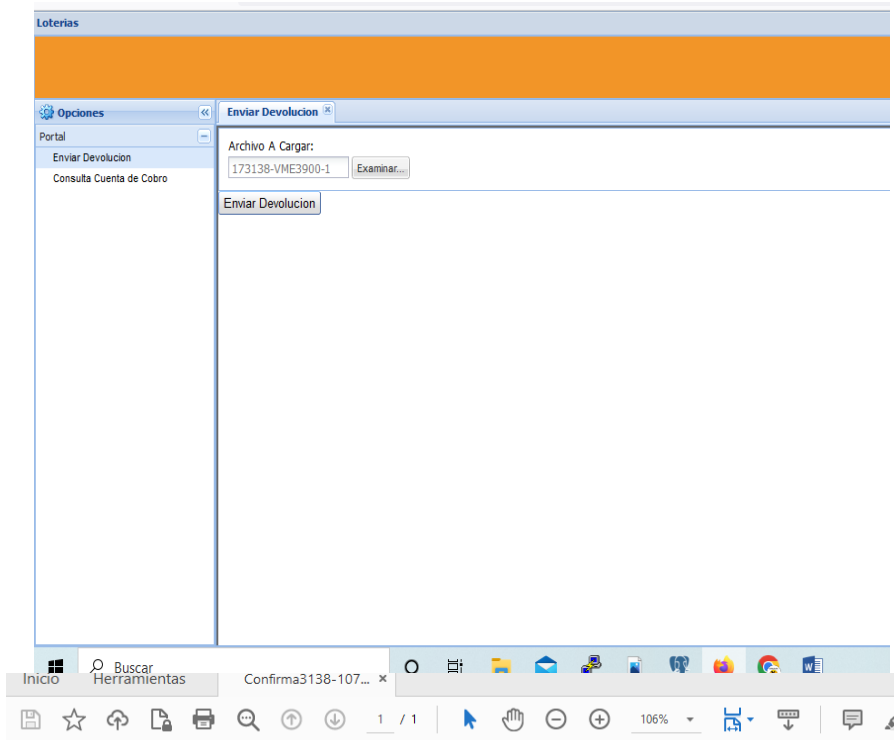 Loterias
Opciones
Enviar Devolucion
Portal
Enviar Devolucion
Consulta Cuenta de Cobro
Archivo A Cargar:
173138-VME3900-1 Examinar...
Enviar Devolucion
Buscar
Inicio Herramientas Confirma3138-107... ×
1 / 1 106%